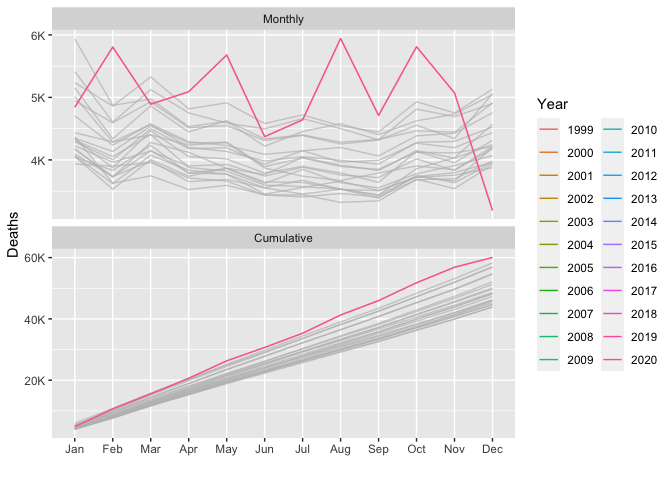 Monthly
6K
5K
4K
Deaths
Cumulative
60K
40K
20K
Jan Feb Mar Apr May Jun Jul Aug Sep Oct Nov Dec
Year
1999 2010
2000 2011
2001 2012
2002 2013
2003 2014
2004 2015
2005 2016
2006 2017
2007 2018
2008 2019
2009 2020